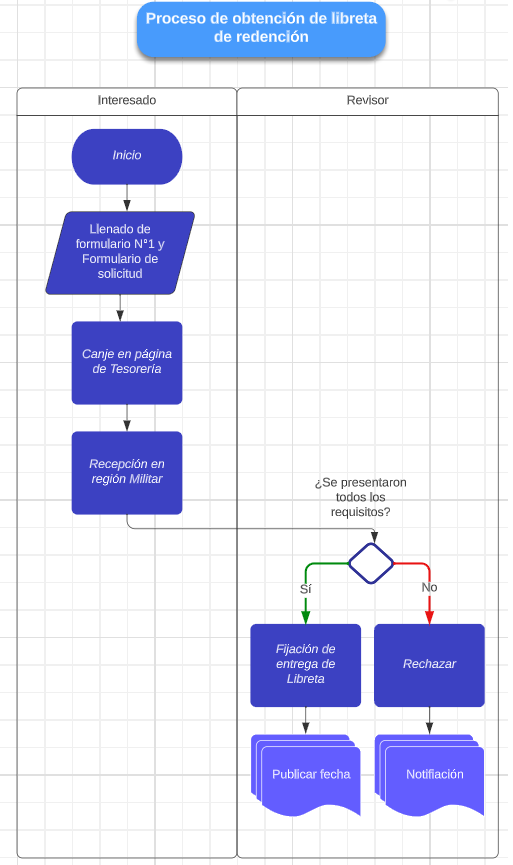 Proceso de obtención de libreta
de redención
Interesado
Revisor
Inicio
Llenado de
formulario N°1 y
Formulario de
solicitud
Canje en página
de Tesorería
Recepción en
región Militar
¿Se presentaron
todos los
requisitos?
Sí
No
Fijación de
entrega de
Libreta
Rechazar
Publicar fecha
Notifiación